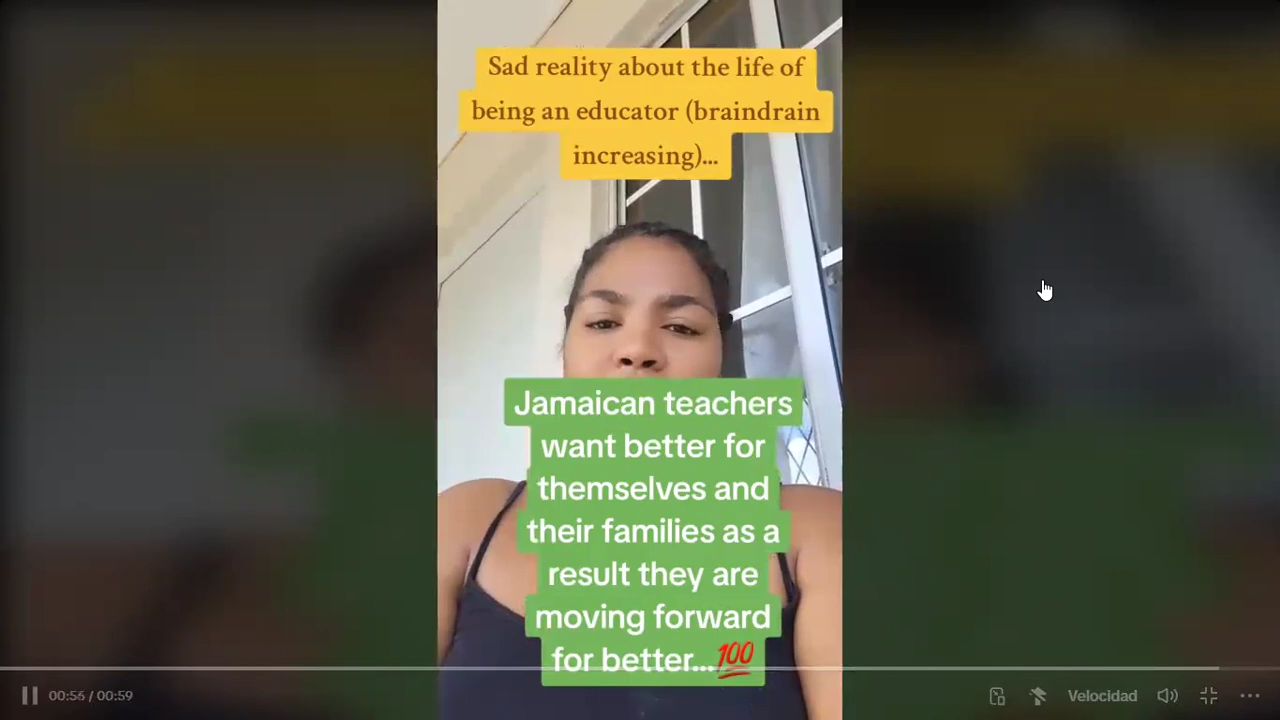 Sad reality about the life of
being an educator (braindrain
increasing)...
Jamaican teachers
want better for
themselves and
their families as a
result they are
moving forward
for better...💯
00:56 / 00:59
Velocidad